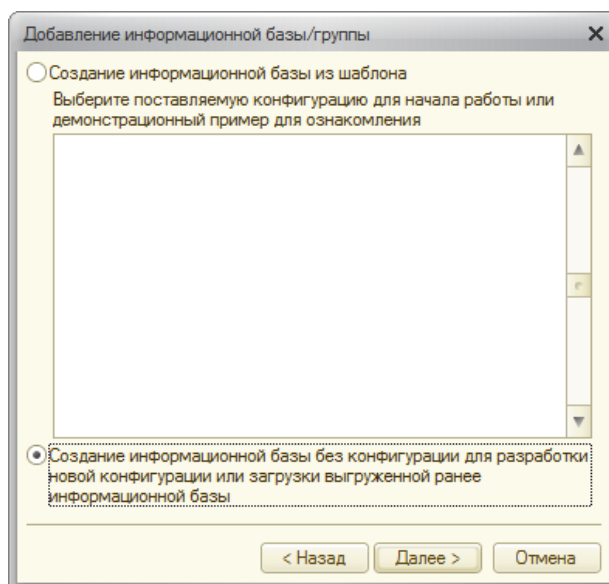 Добавление информационной базы/группы
Создание информационной базы из шаблона
Выберите поставляемую конфигурацию для начала работы или
демонстрационный пример для ознакомления
Создание информационной базы без конфигурации для разработки
новой конфигурации или загрузки выгруженной ранее
информационной базы
< Назад
Далее >
Отмена